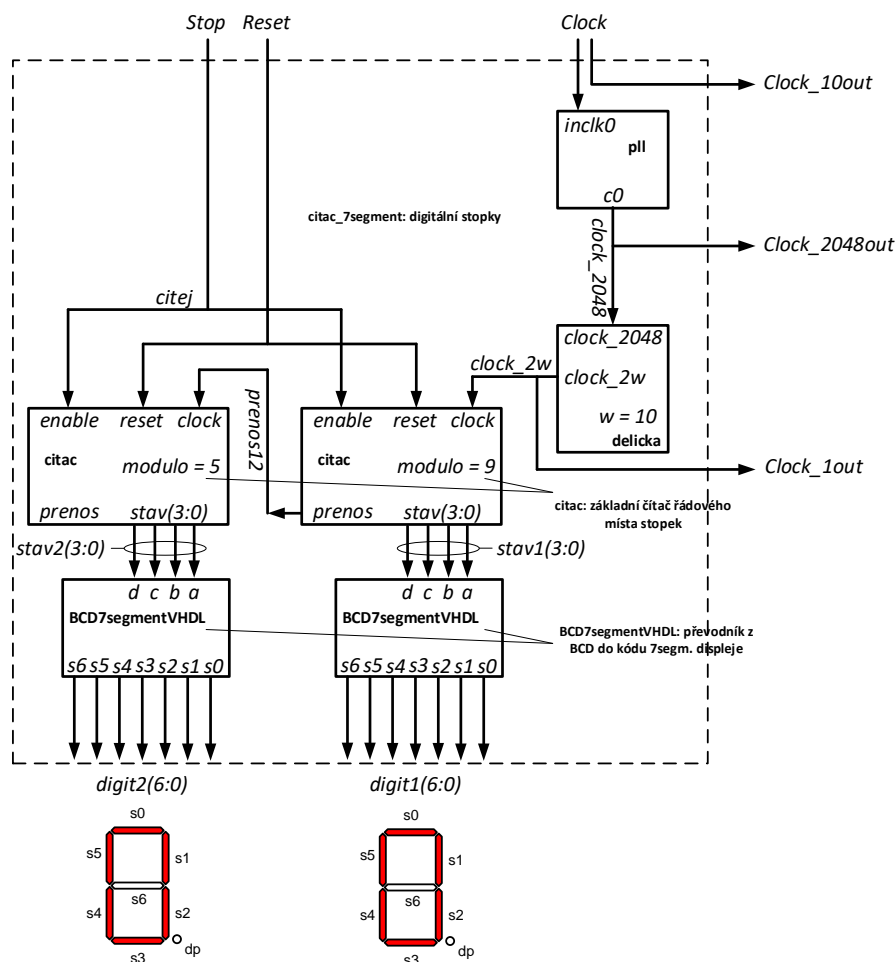 Stop Reset Clock
Clock_10out
inclk0
pll
c0
citac_7segment: digitální stopky
clock_2048
Clock_2048out
citej
clock_2048
clock_2w
clock_2w
w = 10
delicka
prenos12
enable reset clock
citac
modulo = 5
prenos stav(3:0)
enable reset clock
citac
modulo = 9
prenos stav(3:0)
Clock_1out
citac: základní čítač řádového
místa stopek
stav2(3:0)
stav1(3:0)
d c b a
BCD7segmentVHDL
s6 s5 s4 s3 s2 s1 s0
d c b a
BCD7segmentVHDL
s6 s5 s4 s3 s2 s1 s0
BCD7segmentVHDL: převodník z
BCD do kódu 7segm. displeje
digit2(6:0)
digit1(6:0)
s0
s5 s1
s6
s4 s2
dp
s3
s0
s5 s1
s6
s4 s2
dp
s3